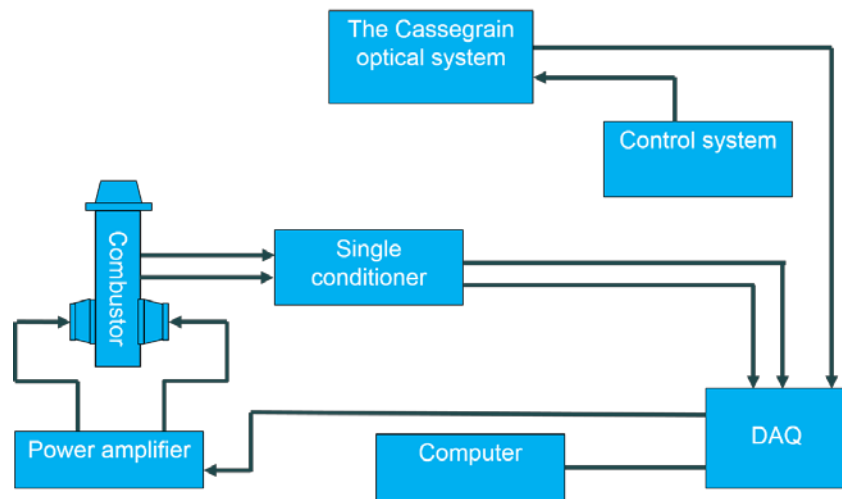 The Cassegrain
optical system
Control system
Combustor
Single
conditioner
Power amplifier
Computer
DAQ